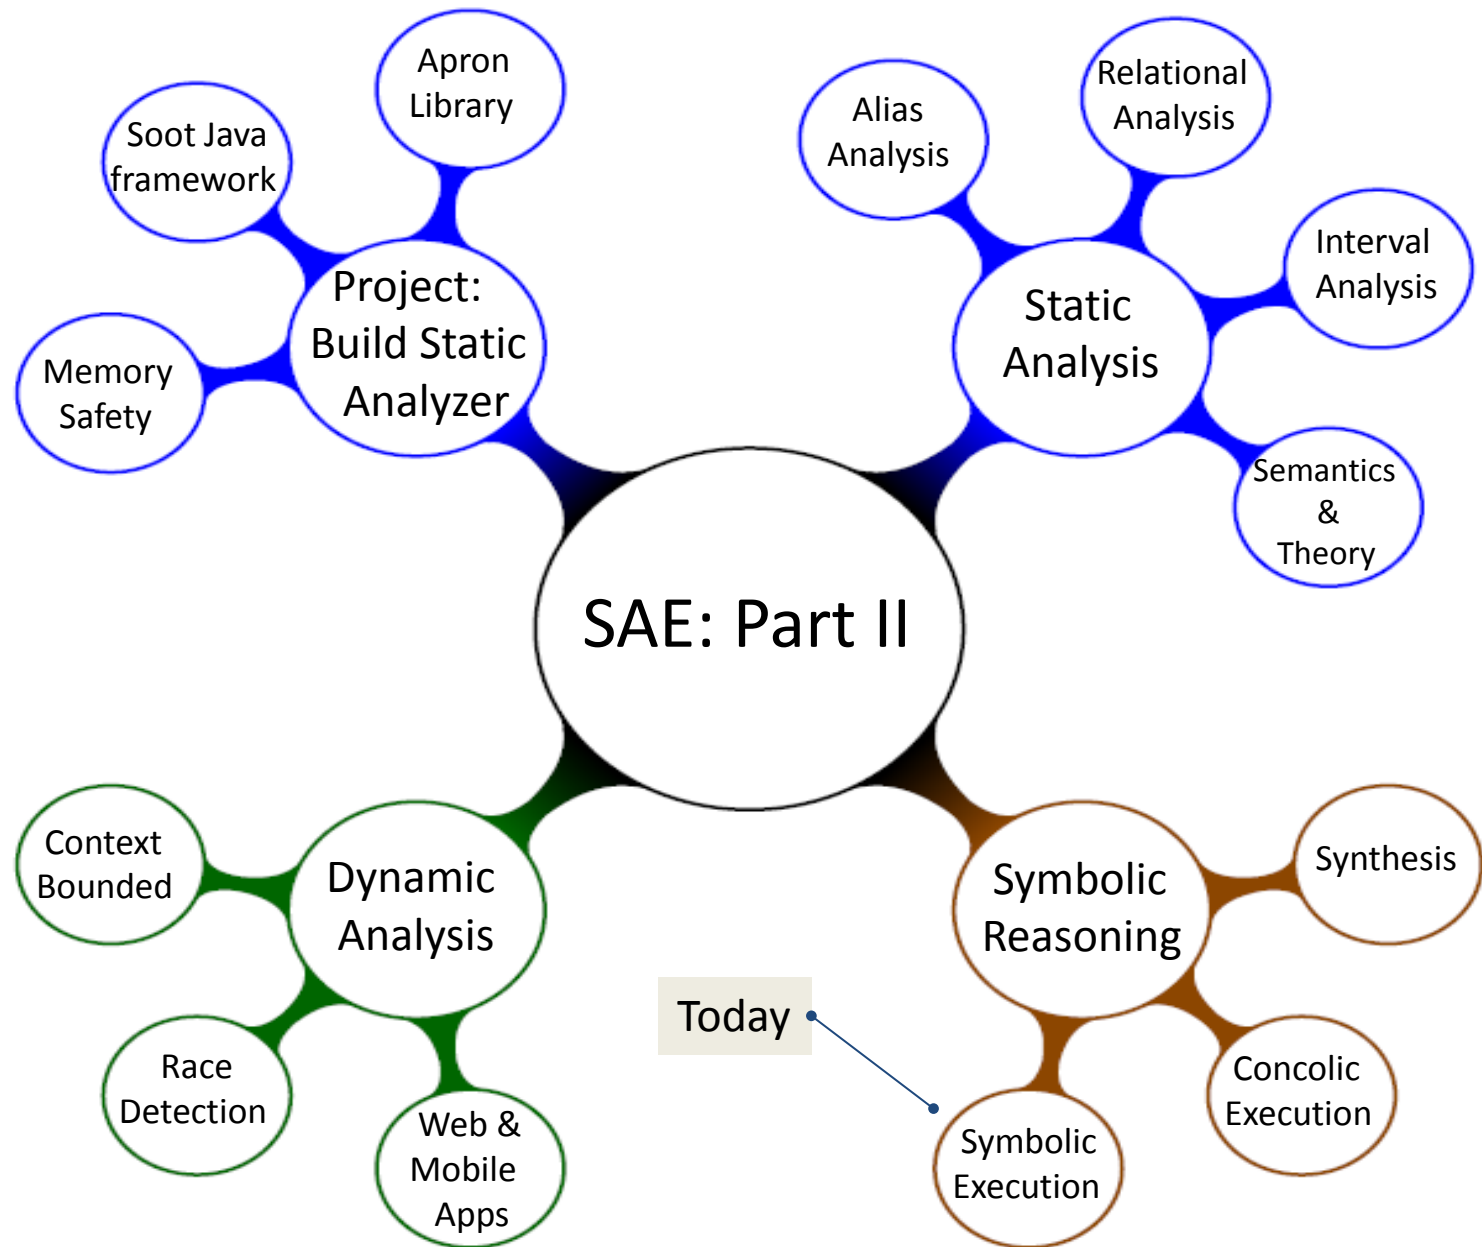 Apron
Library
Soot Java
framework
Memory
Safety
Project:
Build Static
Analyzer
Alias
Analysis
Relational
Analysis
Interval
Analysis
Semantics
&
Theory
Static
Analysis
SAE: Part II
Context
Bounded
Race
Detection
Web &
Mobile
Apps
Dynamic
Analysis
Today
Symbolic
Reasoning
Synthesis
Concolic
Execution
Symbolic
Execution